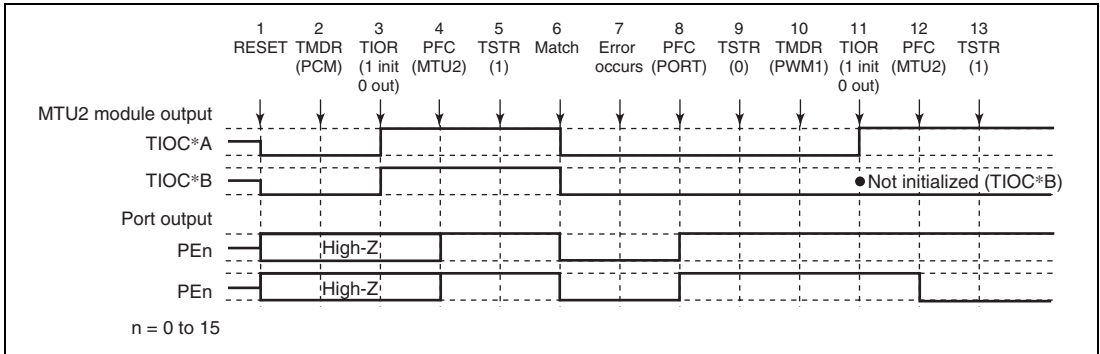 1 2 3 4 5 6 7 8 9 10 11 12 13
RESET TMDR TIOR PFC TSTR Match Error PFC TSTR TMDR TIOR PFC TSTR
(PCM) (1 init (MTU2) (1) occurs (PORT) (0) (PWM1) (1 init (MTU2) (1)
0 out) 0 out)
MTU2 module output
TIOC*A
TIOC*B
Not initialized (TIOC*B)
Port output
PEn
High-Z
PEn
High-Z
n = 0 to 15